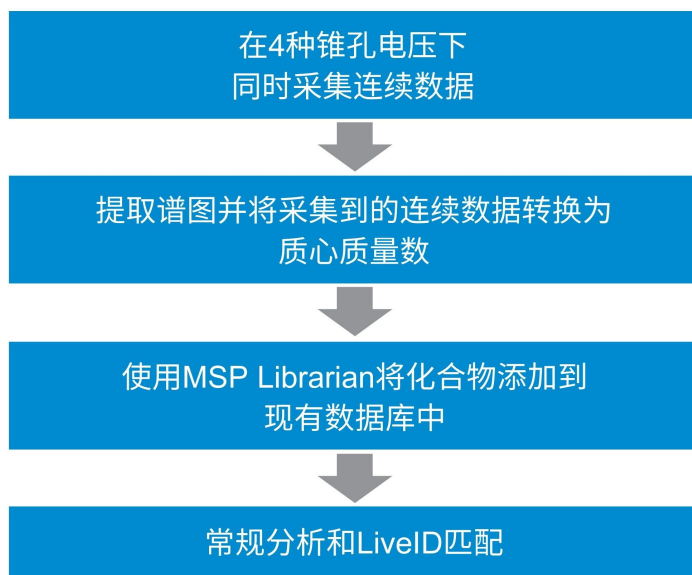 在4种锥孔电压下
同时采集连续数据
提取谱图并将采集到的连续数据转换为
质心质量数
使用MSP Librarian将化合物添加到
现有数据库中
常规分析和LiveID匹配